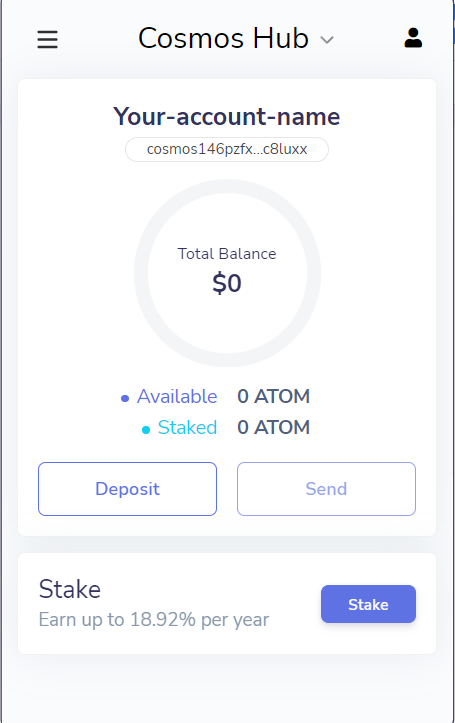 Cosmos Hub
Your-account-name
cosmos146pzfx...c8luxx
Total Balance
$0
Available 0 ATOM
Staked 0 ATOM
Deposit Send
Stake
Earn up to 18.92% per year
Stake